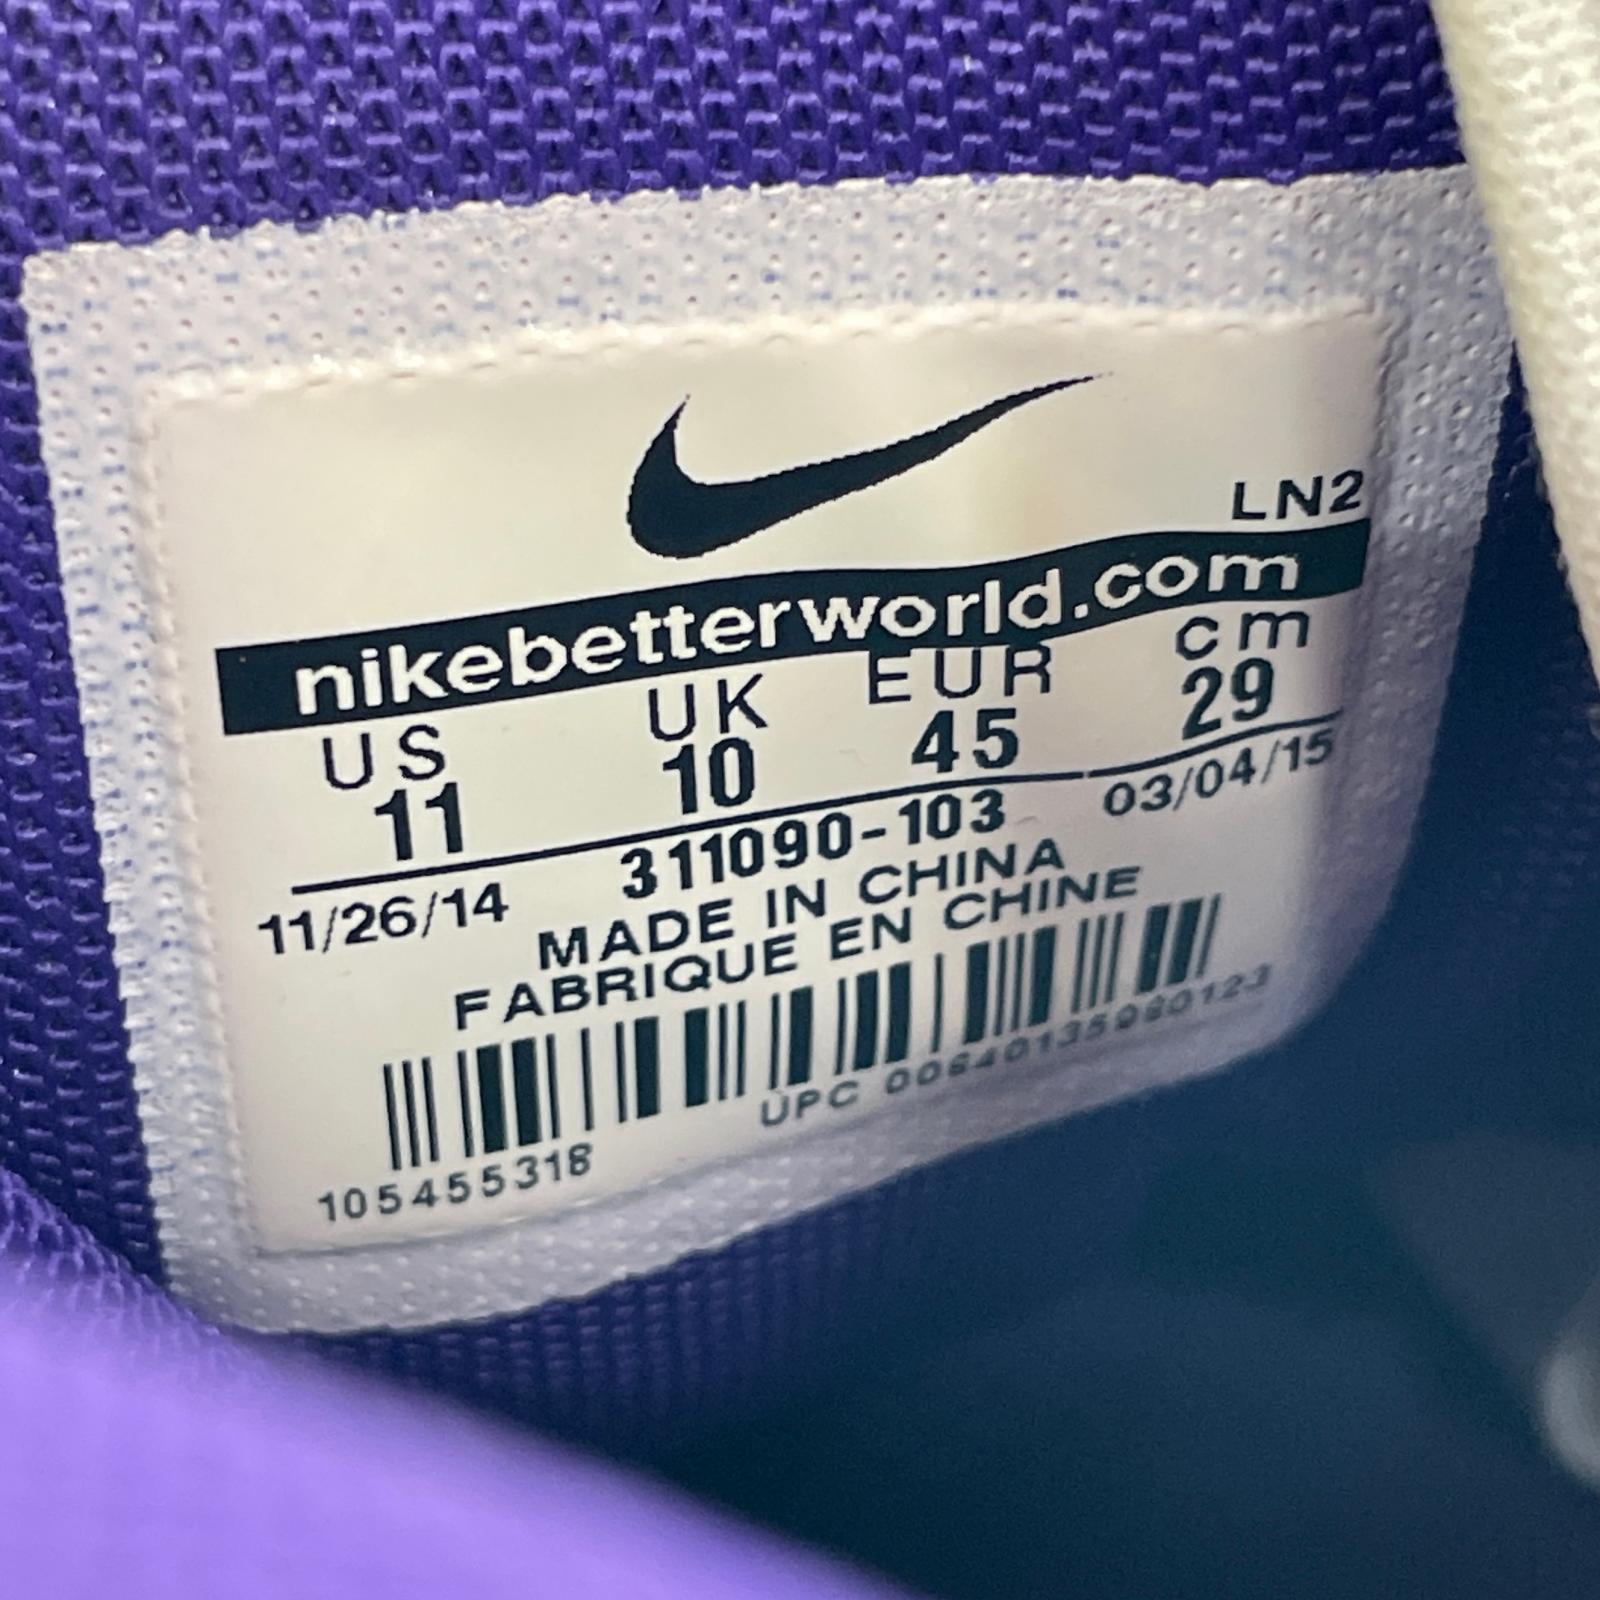 LN2
nikebetterworld.com
US UK EUR cm
11 10 45 29
11/26/14 311090-103 03/04/15
MADE IN CHINA
FABRIQUE EN CHINE
UPC 00640135980123
105455318